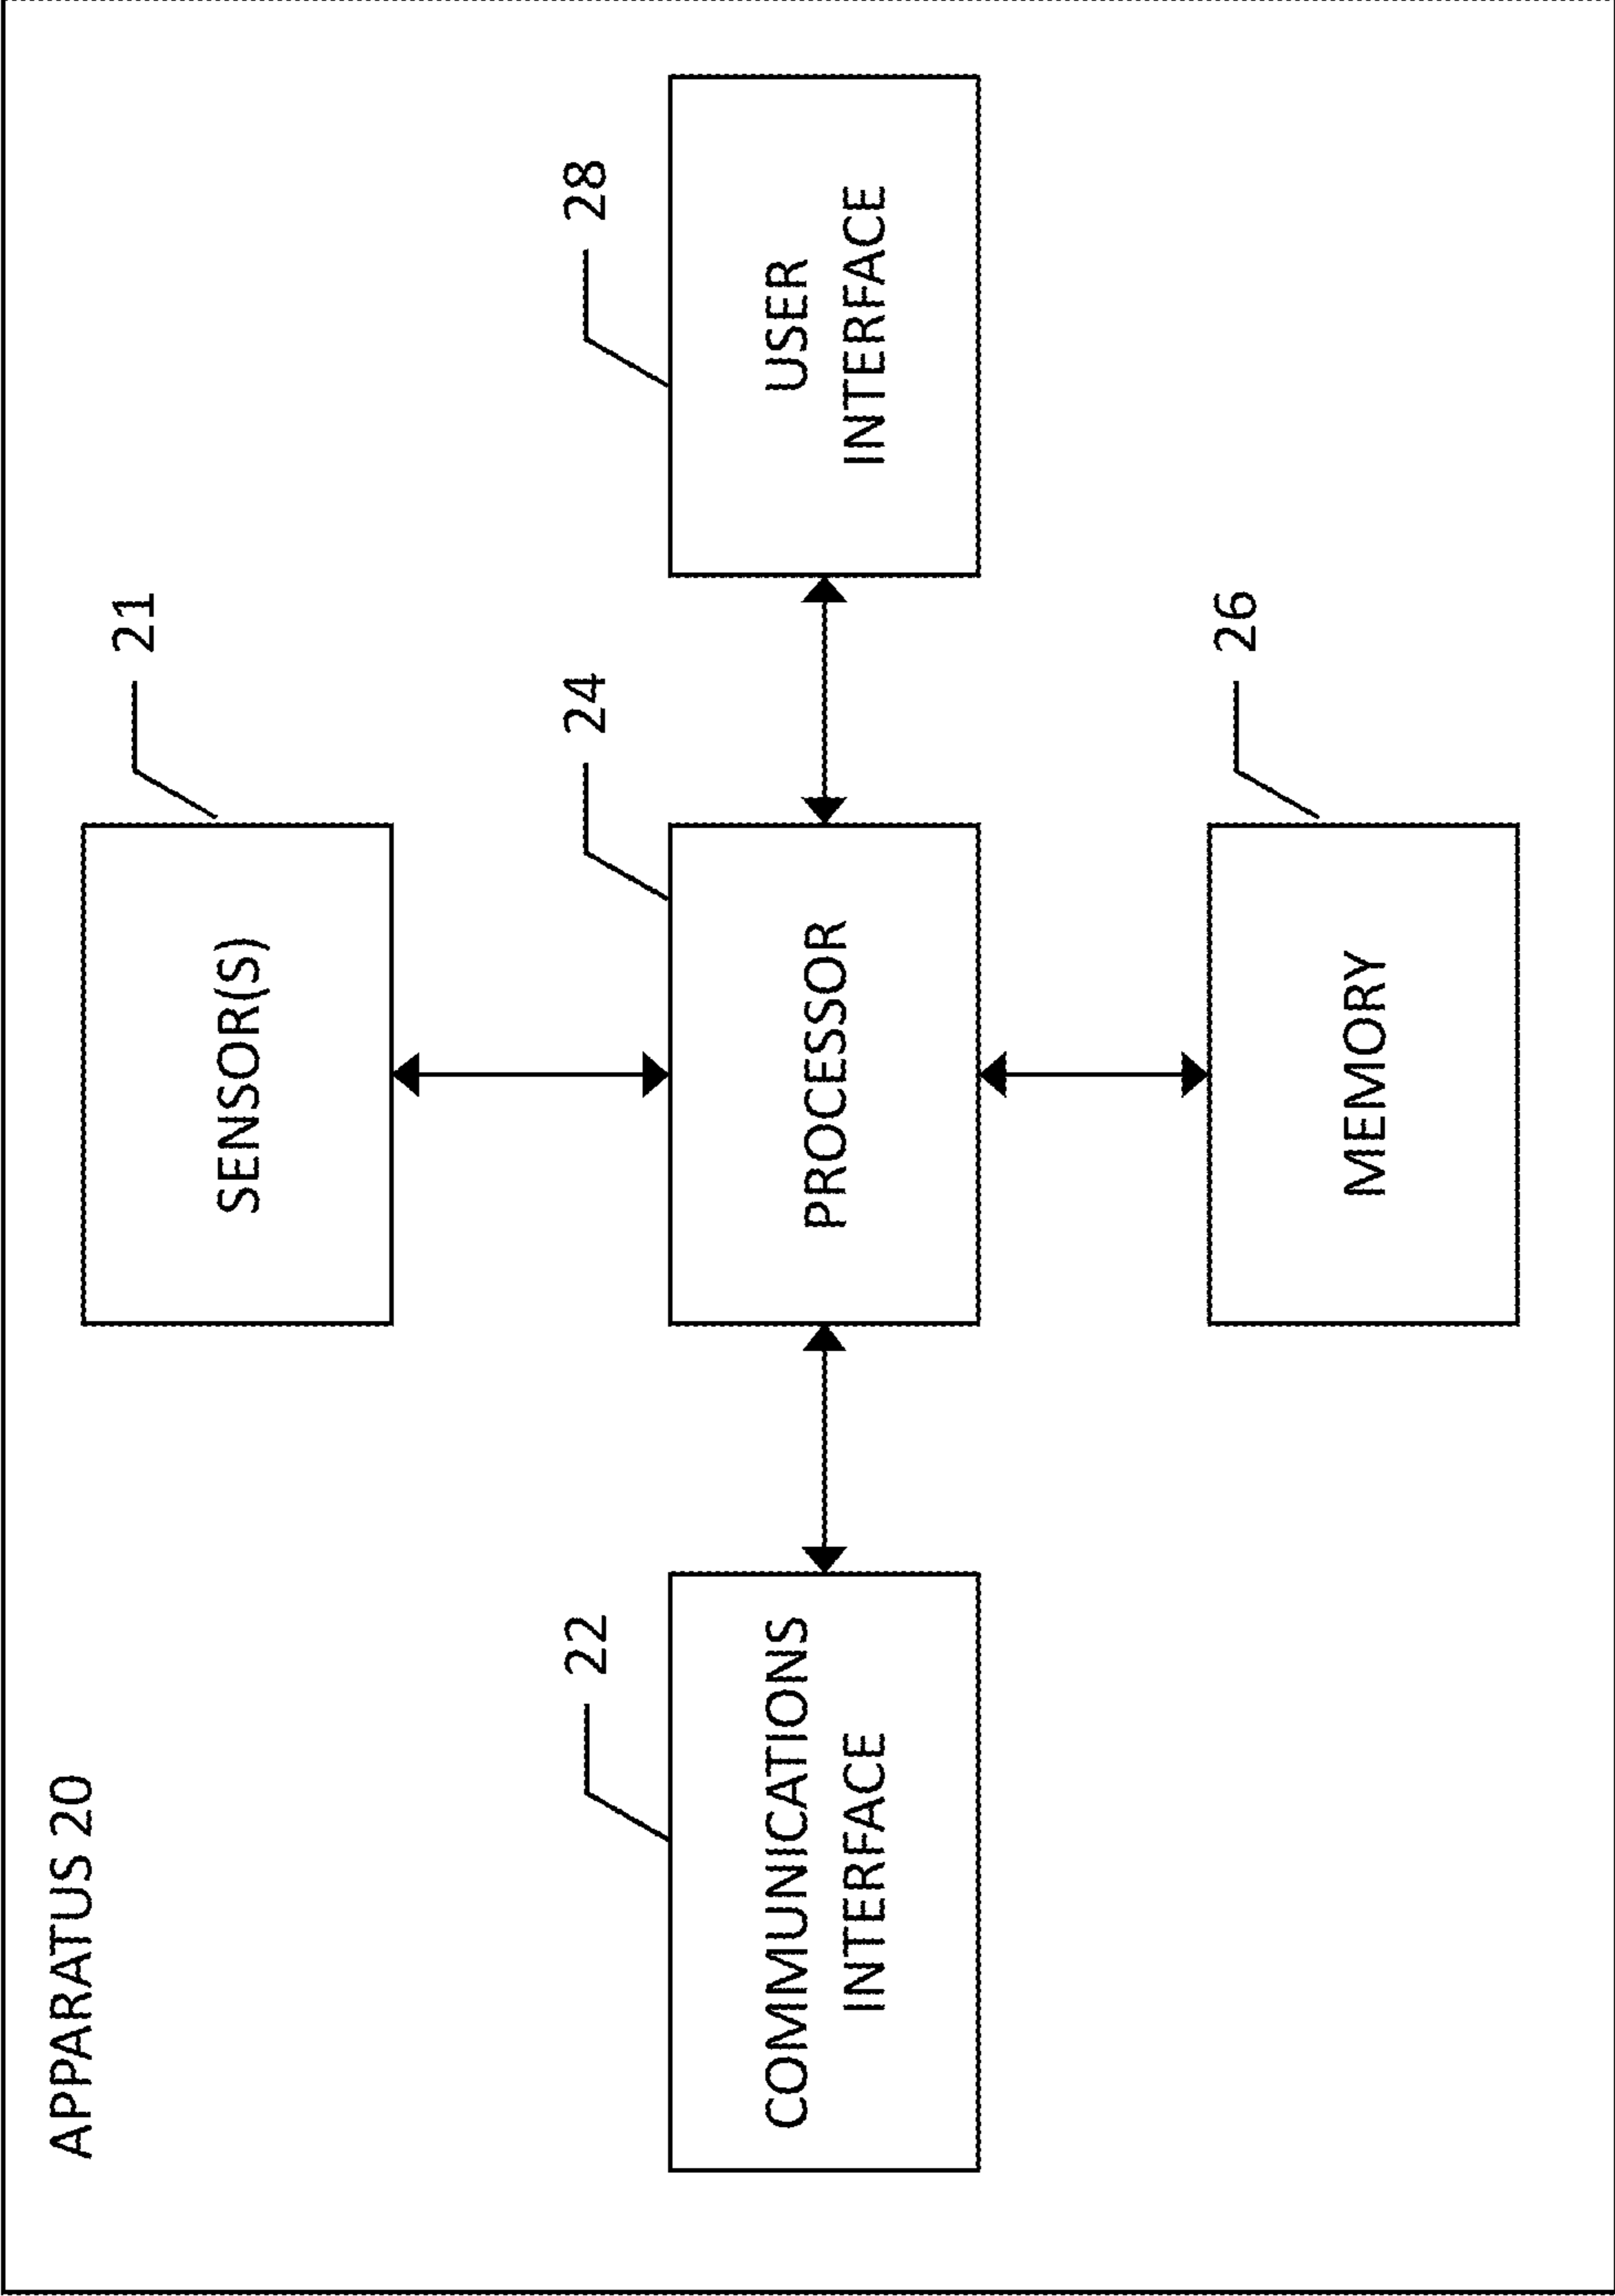 APPARATUS 20
21
SENSOR(S)
22
COMMUNICATIONS
INTERFACE
24
PROCESSOR
28
USER
INTERFACE
26
MEMORY